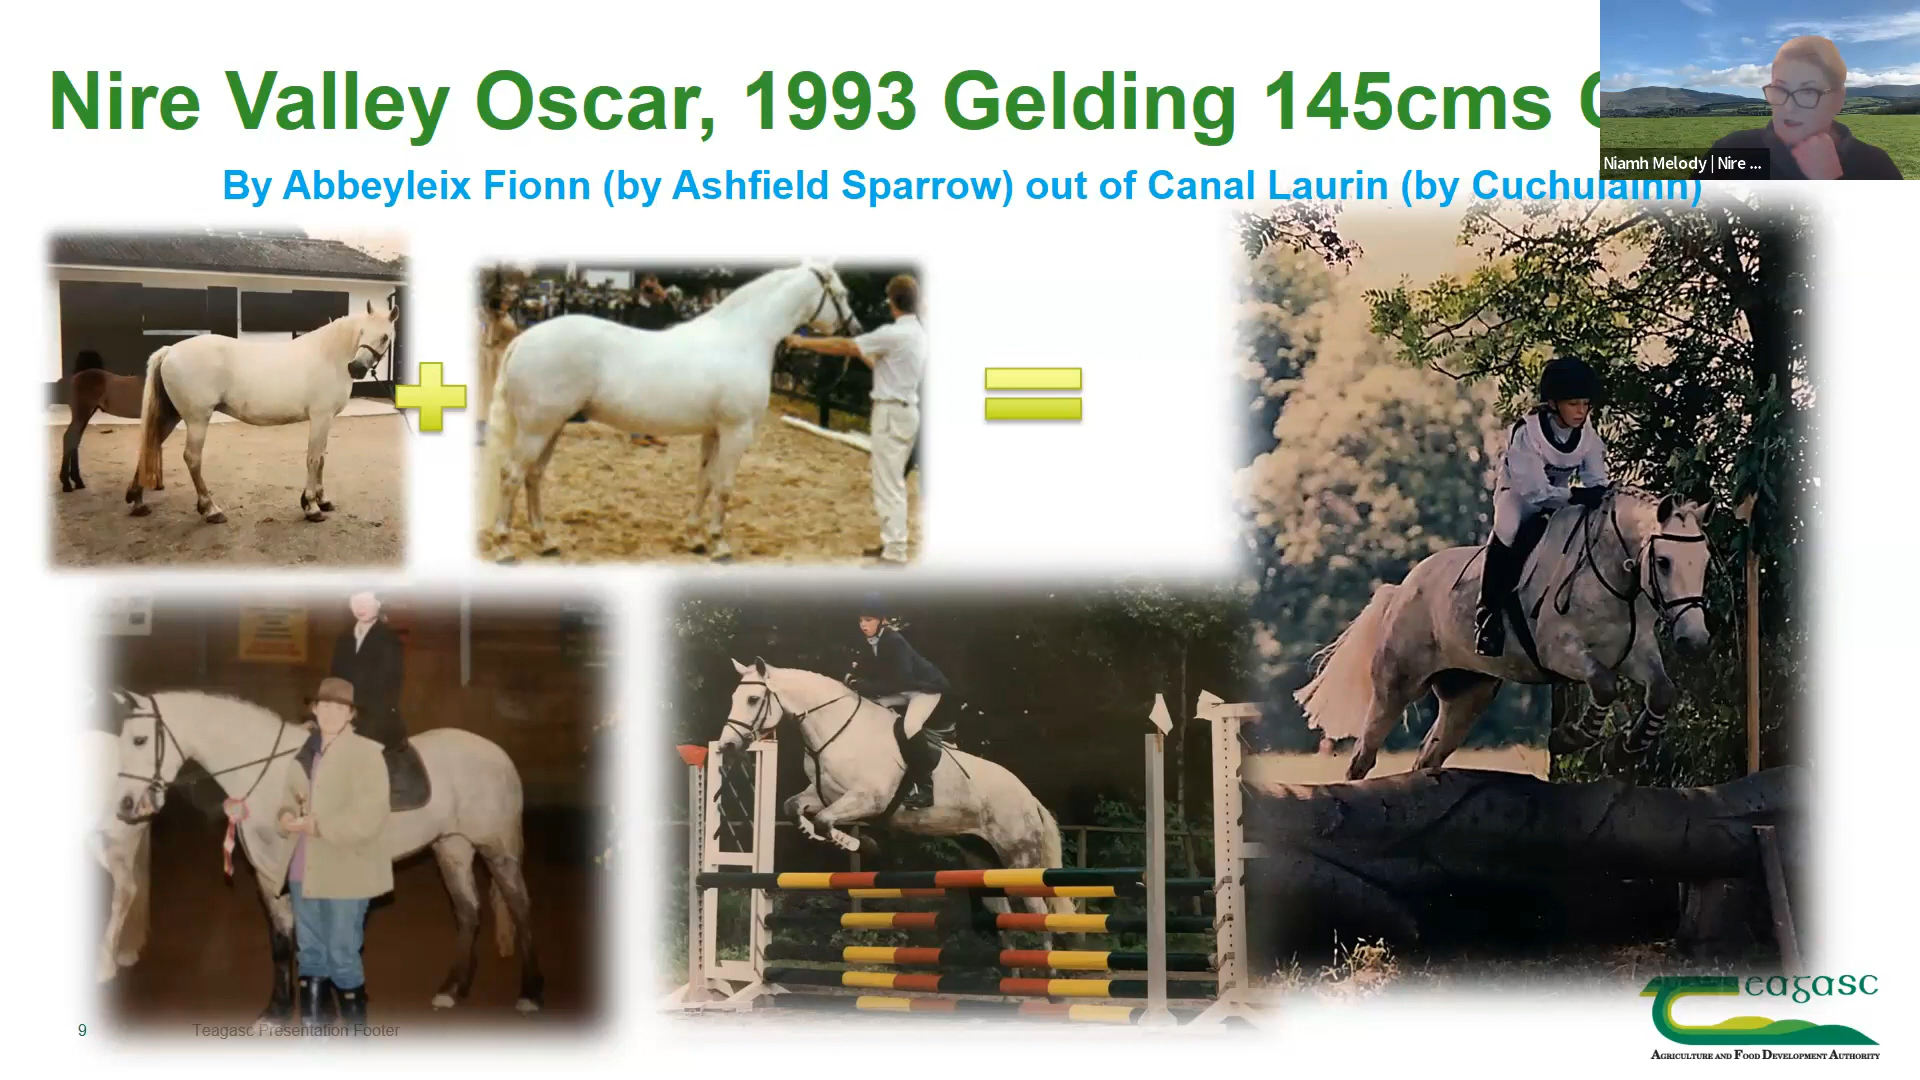 Nire Valley Oscar, 1993 Gelding 145cms
By Abbeyleix Fionn (by Ashfield Sparrow) out of Canal Laurin (by Cuchulainn)
Niamh Melody | Nire ...
9
Teagasc Presentation Footer
eagasc
AGRICULTURE AND FOOD DEVELOPMENT AUTHORITY